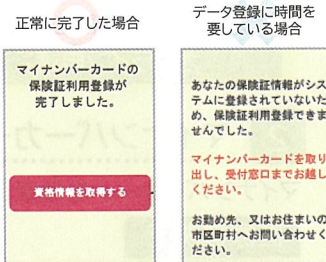 正常に完了した場合
データ登録に時間を
要している場合
マイナンバーカードの
保険証利用登録が
完了しました。
資格情報を取得する
あなたの保険証情報がシス
テムに登録されていないた
め、保険証利用登録できま
せんでした。
マイナンバーカードを取り
出し、受付窓口までお越し
ください。
お勤め先、又はお住まいの
市区町村へお問い合わせく
ださい。